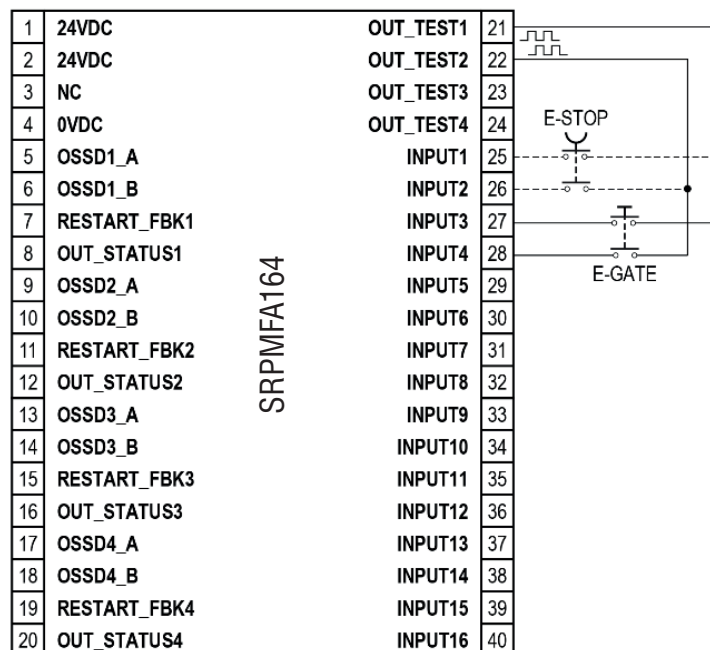 1 24VDC OUT_TEST1 21
2 24VDC OUT_TEST2 22
3 NC OUT_TEST3 23
4 0VDC OUT_TEST4 24
E-STOP
5 OSSD1_A INPUT1 25
6 OSSD1_B INPUT2 26
7 RESTART_FBK1 INPUT3 27
8 OUT_STATUS1 INPUT4 28
E-GATE
9 OSSD2_A INPUT5 29
10 OSSD2_B INPUT6 30
11 RESTART_FBK2 INPUT7 31
12 OUT_STATUS2 INPUT8 32
SRPMFA164
13 OSSD3_A INPUT9 33
14 OSSD3_B INPUT10 34
15 RESTART_FBK3 INPUT11 35
16 OUT_STATUS3 INPUT12 36
17 OSSD4_A INPUT13 37
18 OSSD4_B INPUT14 38
19 RESTART_FBK4 INPUT15 39
20 OUT_STATUS4 INPUT16 40